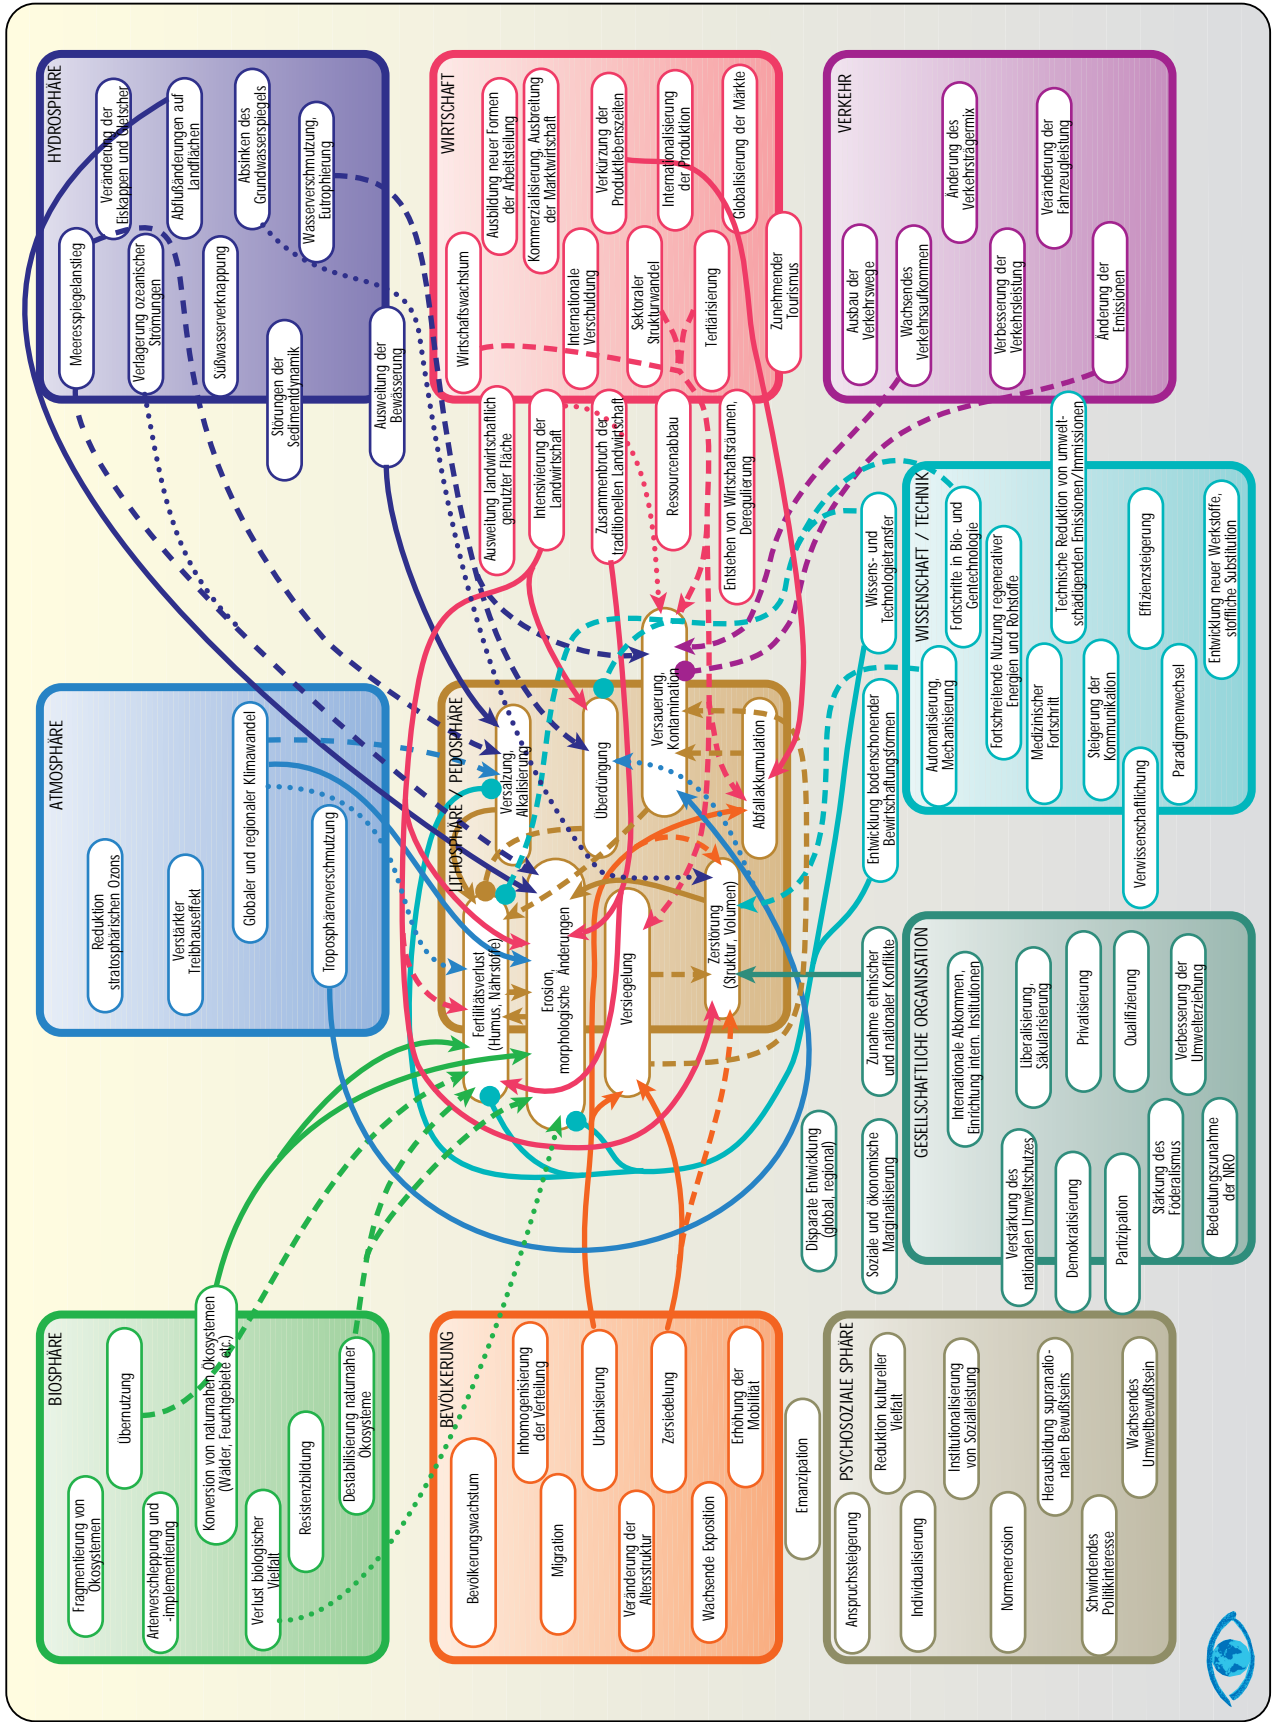 BIOSPHÄRE
Fragmentierung von
Ökosystemen
Übernutzung
Artenverschleppung und
-implementierung
Konversion von naturnahen Ökosystemen
(Wälder, Feuchtgebiete etc.)
Verlust biologischer
Vielfalt
Resistenzbildung
Destabilisierung naturnaher
Ökosysteme
ATMOSPHÄRE
Reduktion
stratosphärischen Ozons
Verstärkter
Treibhauseffekt
Globaler und regionaler Klimawandel
Troposphärenverschmutzung
HYDROSPHÄRE
Meeresspiegelanstieg
Veränderung der
Eiskappen und Gletscher
Verlagerung ozeanischer
Strömungen
Abflußänderungen auf
Landflächen
Süßwasserverknappung
Absinken des
Grundwasserspiegels
Störungen der
Sedimentdynamik
Wasserverschmutzung,
Eutrophierung
Ausweitung der
Bewässerung
BEVÖLKERUNG
Bevölkerungswachstum
Inhomogenisierung
der Verteilung
Migration
Urbanisierung
Veränderung der
Altersstruktur
Zersiedelung
Wachsende Exposition
Erhöhung der
Mobilität
LITHOSPHÄRE / PEDOSPHÄRE
Fertilitätsverlust
(Humus, Nährstoffe)
Versalzung,
Alkalisierung
Erosion,
morphologische Änderungen
Überdüngung
Versiegelung
Versauerung,
Kontamination
Zerstörung
(Struktur, Volumen)
Abfallakkumulation
WIRTSCHAFT
Wirtschaftswachstum
Ausbildung neuer Formen
der Arbeitsteilung
Kommerzialisierung, Ausbreitung
der Marktwirtschaft
Ausweitung landwirtschaftlich
genutzter Fläche
Intensivierung der
Landwirtschaft
Internationale
Verschuldung
Verkürzung der
Produktlebenszeiten
Zusammenbruch der
traditionellen Landwirtschaft
Sektoraler
Strukturwandel
Internationalisierung
der Produktion
Ressourcenabbau
Tertiärisierung
Globalisierung der Märkte
Entstehen von Wirtschaftsräumen,
Deregulierung
Zunehmender
Tourismus
PSYCHOSOZIALE SPHÄRE
Emanzipation
Anspruchssteigerung
Reduktion kultureller
Vielfalt
Individualisierung
Institutionalisierung
von Sozialleistung
Normenerosion
Herausbildung supranatio-
nalen Bewußtseins
Schwindendes
Politikinteresse
Wachsendes
Umweltbewußtsein
GESELLSCHAFTLICHE ORGANISATION
Disparate Entwicklung
(global, regional)
Soziale und ökonomische
Marginalisierung
Zunahme ethnischer
und nationaler Konflikte
Internationale Abkommen,
Einrichtung intern. Institutionen
Verstärkung des
nationalen Umweltschutzes
Liberalisierung,
Säkularisierung
Demokratisierung
Privatisierung
Partizipation
Qualifizierung
Stärkung des
Föderalismus
Verbesserung der
Umwelterziehung
Bedeutungszunahme
der NRO
WISSENSCHAFT / TECHNIK
Entwicklung bodenschonender
Bewirtschaftungsformen
Wissens- und
Technologietransfer
Automatisierung,
Mechanisierung
Fortschritte in Bio- und
Gentechnologie
Fortschreitende Nutzung regenerativer
Energien und Rohstoffe
Medizinischer
Fortschritt
Technische Reduktion von umwelt-
schädigenden Emissionen/Immissionen
Steigerung der
Kommunikation
Effizienzsteigerung
Verwissenschaftlichung
Paradigmenwechsel
Entwicklung neuer Werkstoffe,
stoffliche Substitution
VERKEHR
Ausbau der
Verkehrswege
Wachsendes
Verkehrsaufkommen
Änderung des
Verkehrsträgermix
Verbesserung der
Verkehrsleistung
Veränderung der
Fahrzeugleistung
Änderung der
Emissionen